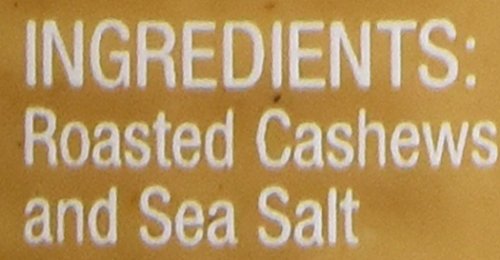 INGREDIENTS:
Roasted Cashews
and Sea Salt